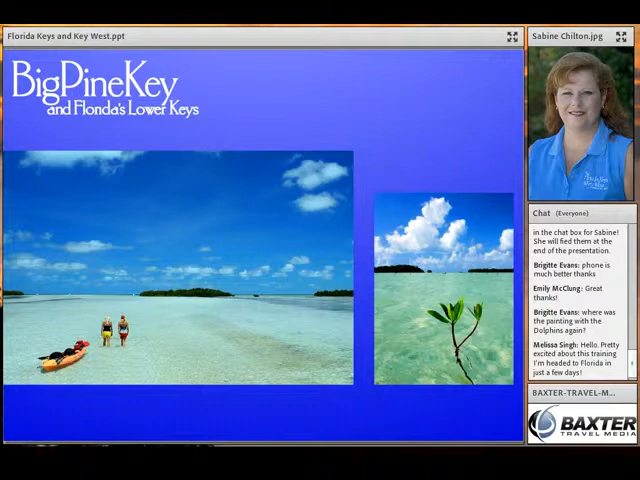 Florida Keys and Key West.ppt
BigPineKey
and Florida's Lower Keys
Sabine Chilton.jpg
Chat (Everyone)
in the chat box for Sabine!
She will fied them at the
end of the presentation.
Brigitte Evans: phone is
much better thanks
Emily McClung: Great
thanks!
Brigitte Evans: where was
the painting with the
Dolphins again?
Melissa Singh: Hello. Pretty
excited about this training
I'm headed to Florida in
just a few days!
BAXTER-TRAVEL-M...
BAXTER
TRAVEL MEDIA